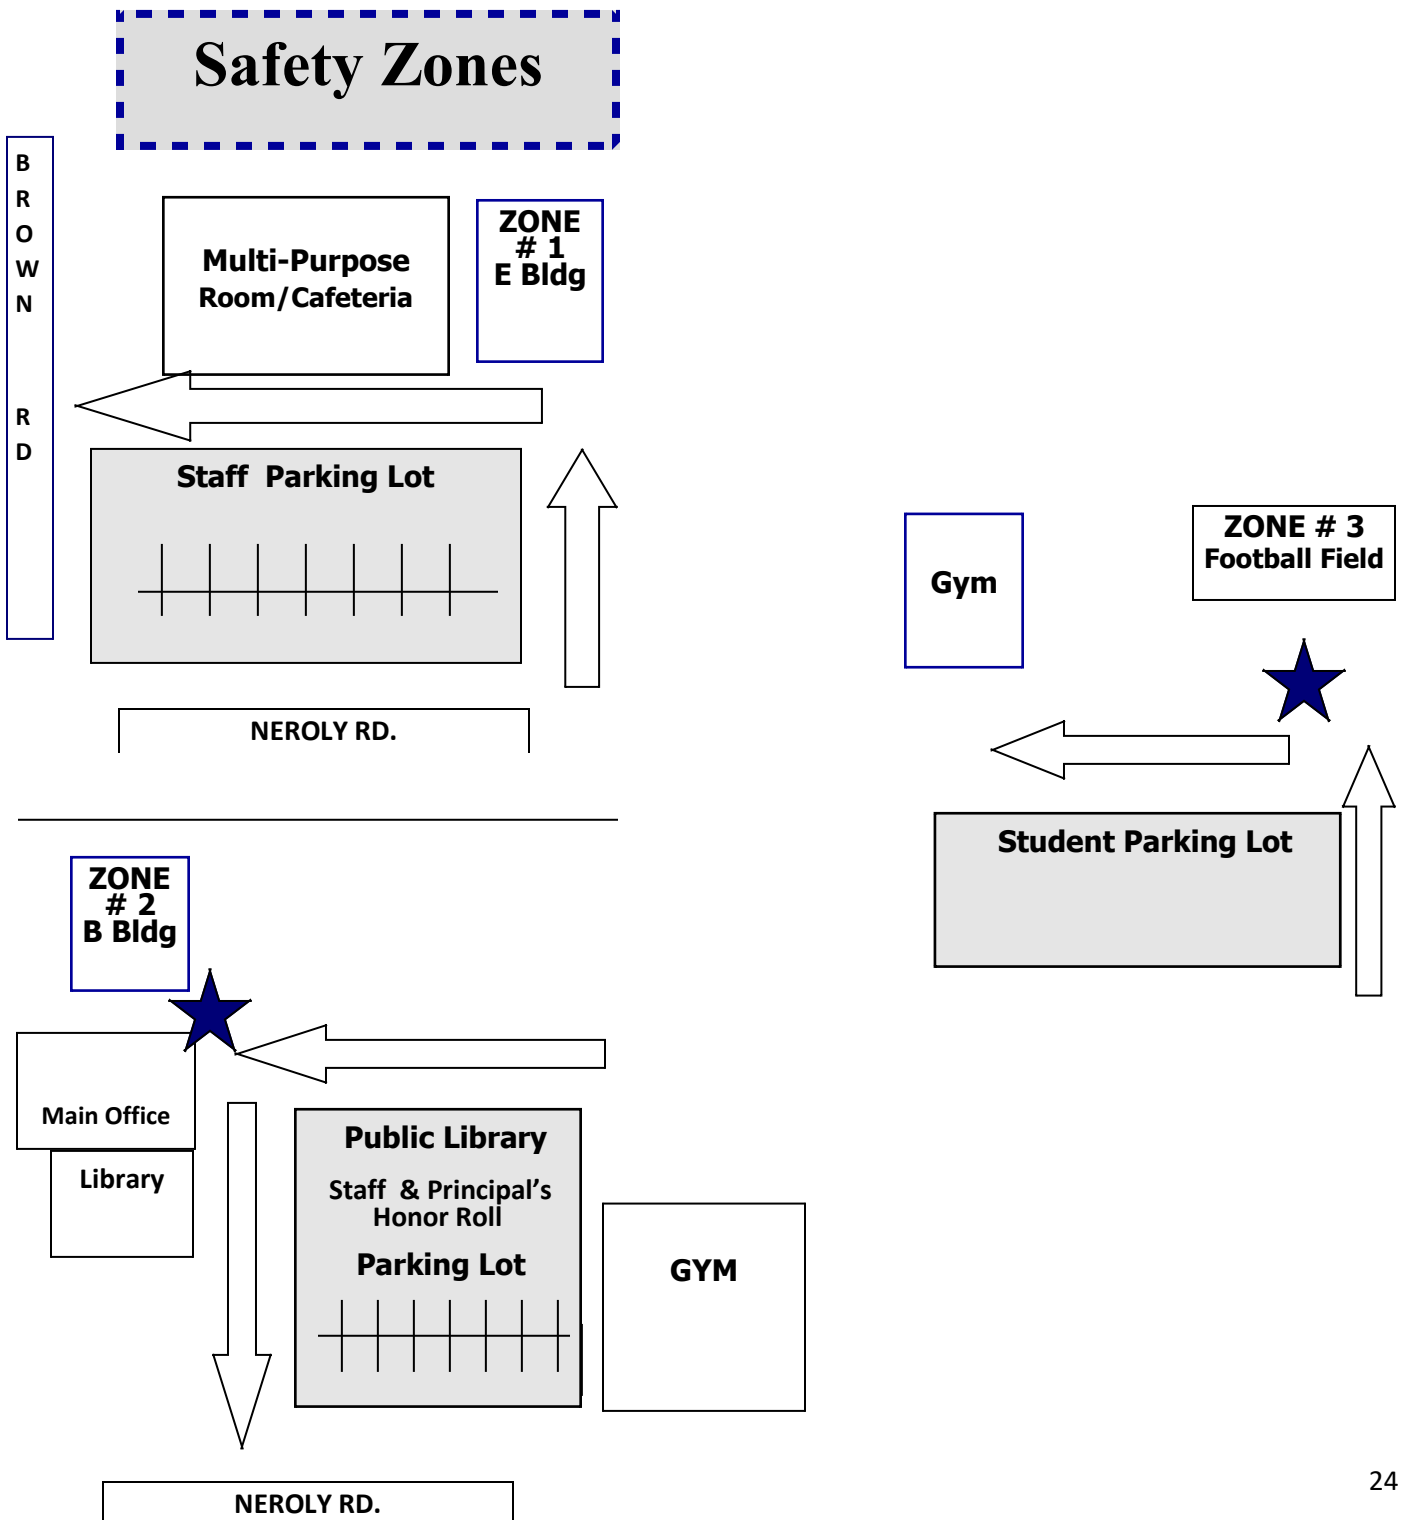 Safety Zones
B
R
O
W
N
R
D
Multi-Purpose
Room/Cafeteria
ZONE
# 1
E Bldg
Staff  Parking Lot
NEROLY RD.
Gym
ZONE # 3
Football Field
Student Parking Lot
ZONE
# 2
B Bldg
Main Office
Library
Public Library
Staff  & Principal’s
Honor Roll
Parking Lot
GYM
NEROLY RD.
24